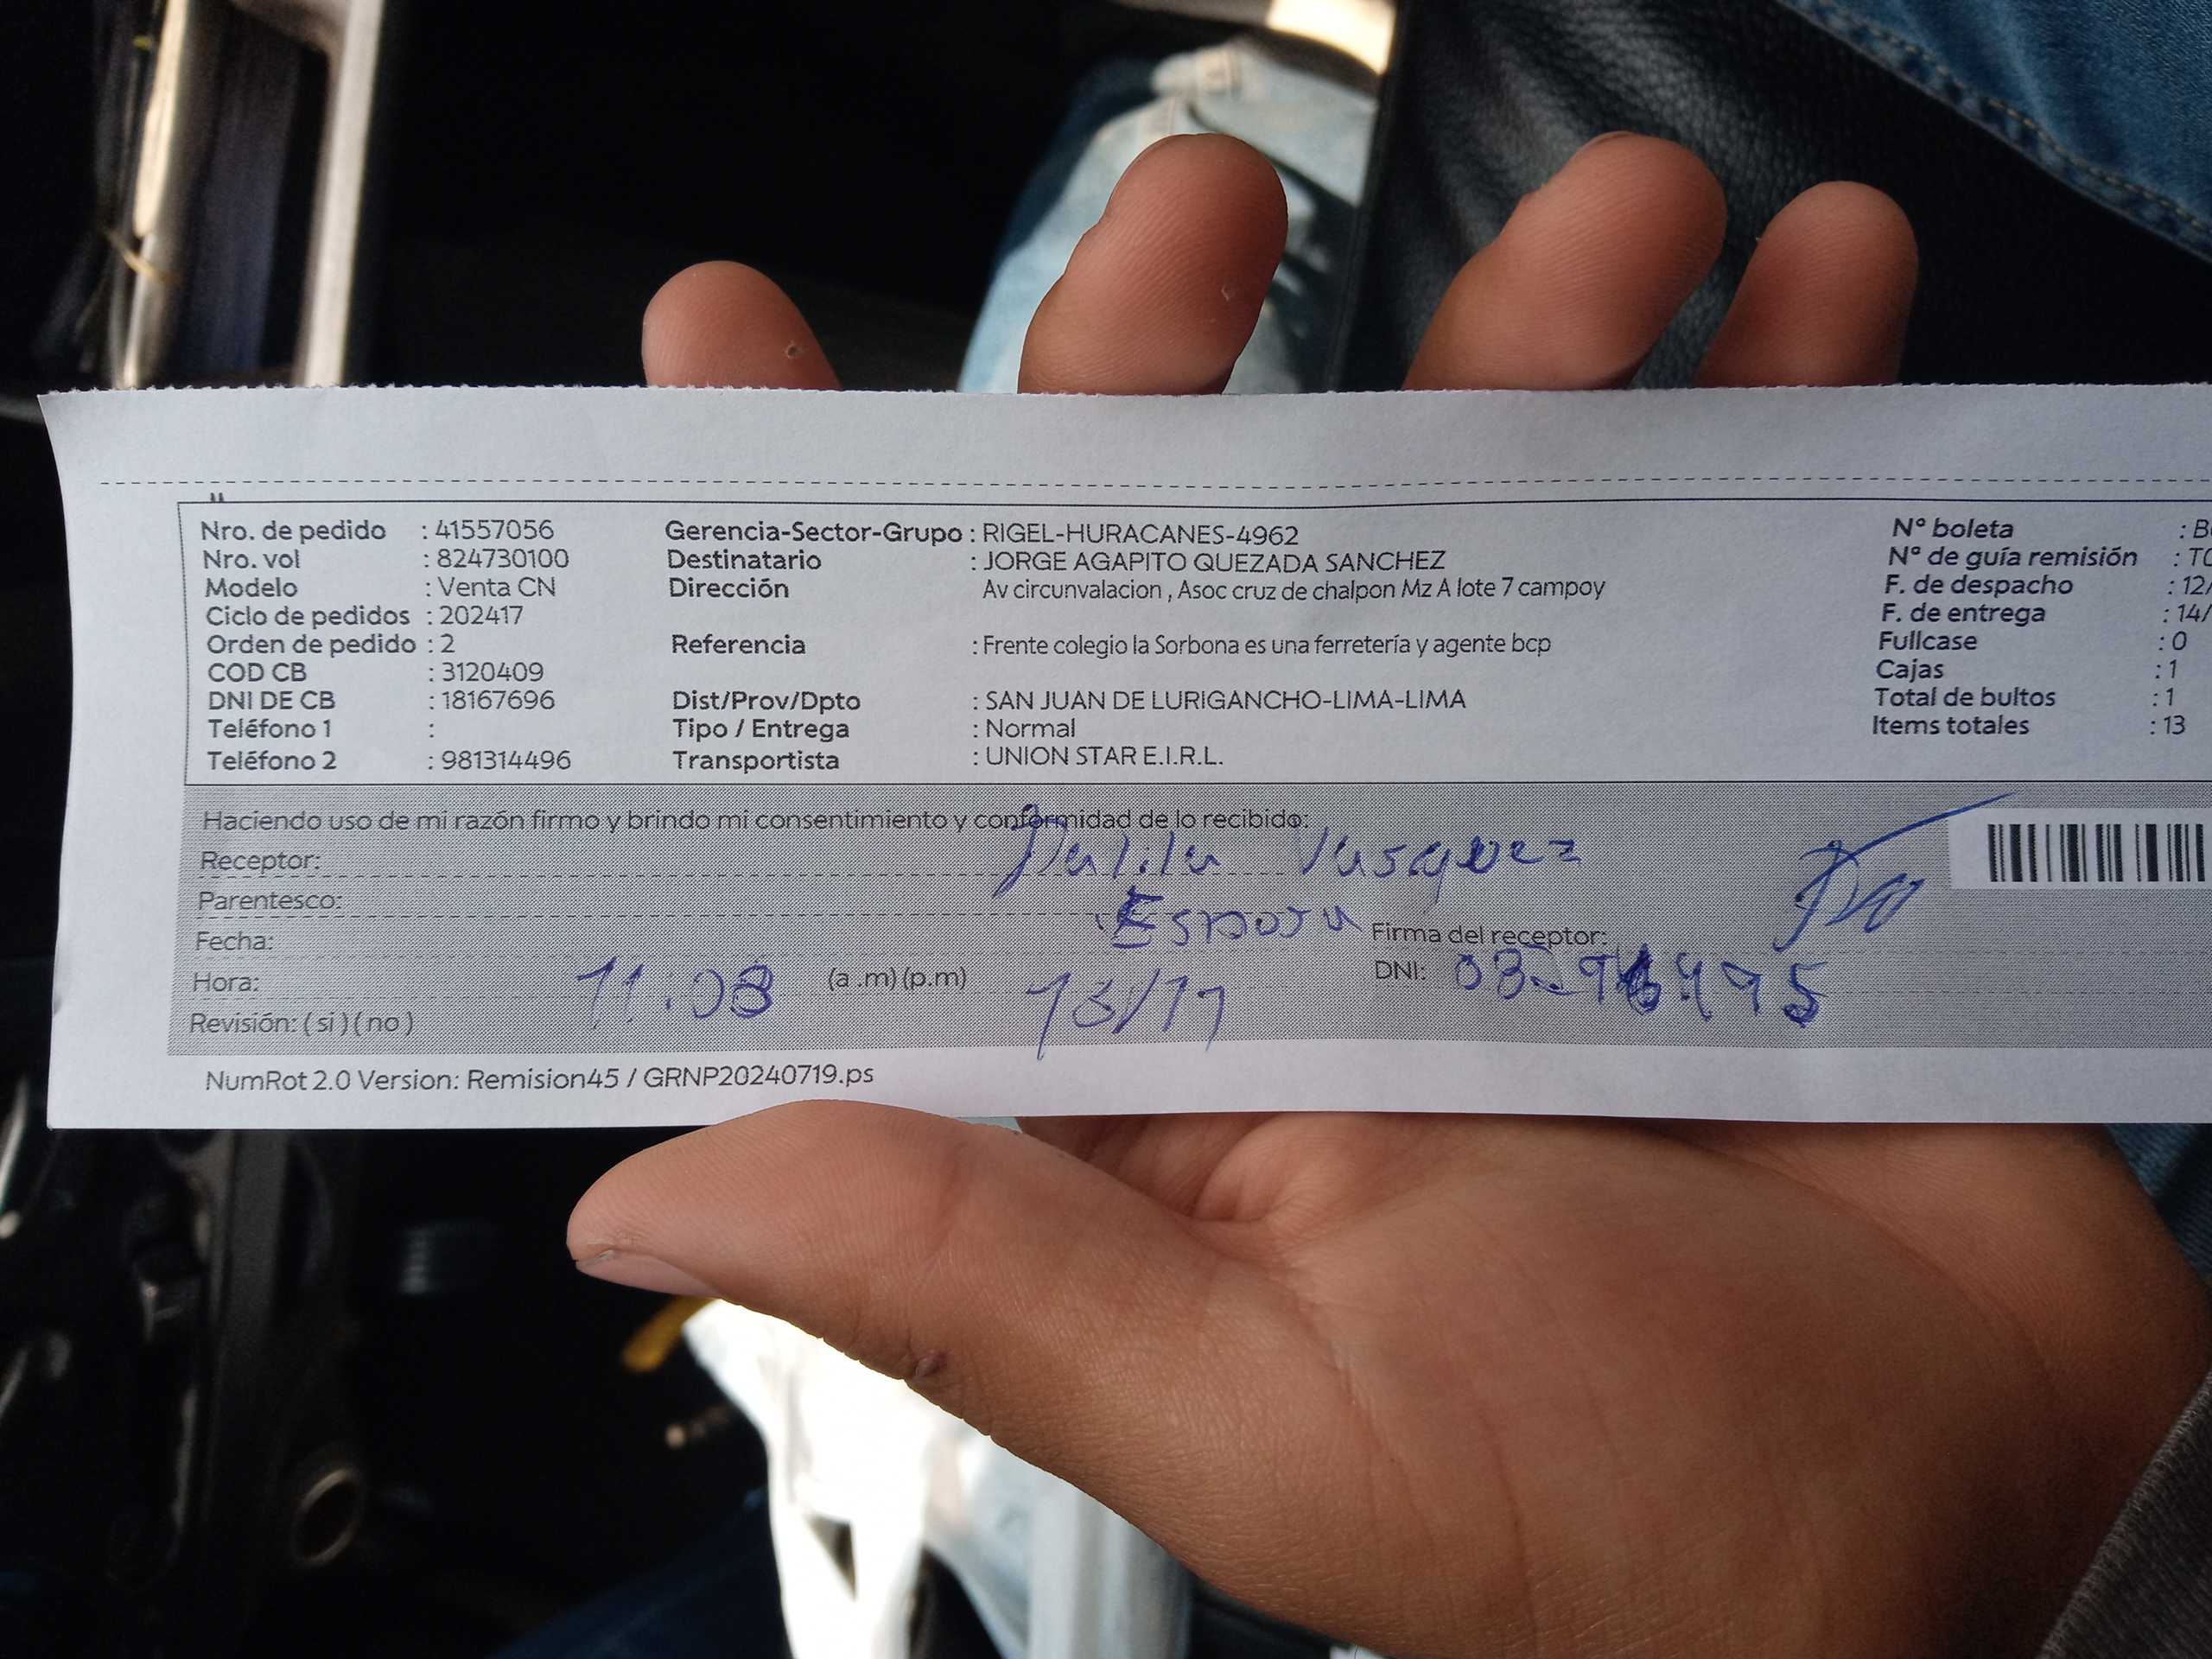 Nro. de pedido : 41557056 Gerencia-Sector-Grupo : RIGEL-HURACANES-4962 N° boleta : B
Nro. vol : 824730100 Destinatario : JORGE AGAPITO QUEZADA SANCHEZ N° de guía remisión : T
Modelo : Venta CN Dirección Av circunvalacion , Asoc cruz de chalpon Mz A lote 7 campoy F. de despacho : 12/
Ciclo de pedidos : 202417 F. de entrega : 14/
Orden de pedido : 2 Referencia : Frente colegio la Sorbona es una ferretería y agente bcp Fullcase : 0
COD CB : 3120409 Cajas : 1
DNI DE CB : 18167696 Dist/Prov/Dpto : SAN JUAN DE LURIGANCHO-LIMA-LIMA Total de bultos : 1
Teléfono 1 : Tipo / Entrega : Normal Items totales : 13
Teléfono 2 : 981314496 Transportista : UNION STAR E.I.R.L.
Haciendo uso de mi razón firmo y brindo mi consentimiento y conformidad de lo recibido:
Receptor: Dalila Vasquez
Parentesco: Esposa
Fecha: Firma del receptor:
Hora: 11:08 (a .m) (p.m) 13/11 DNI:
Revisión: ( si ) ( no )
NumRot 2.0 Version: Remision45 / GRNP20240719.ps